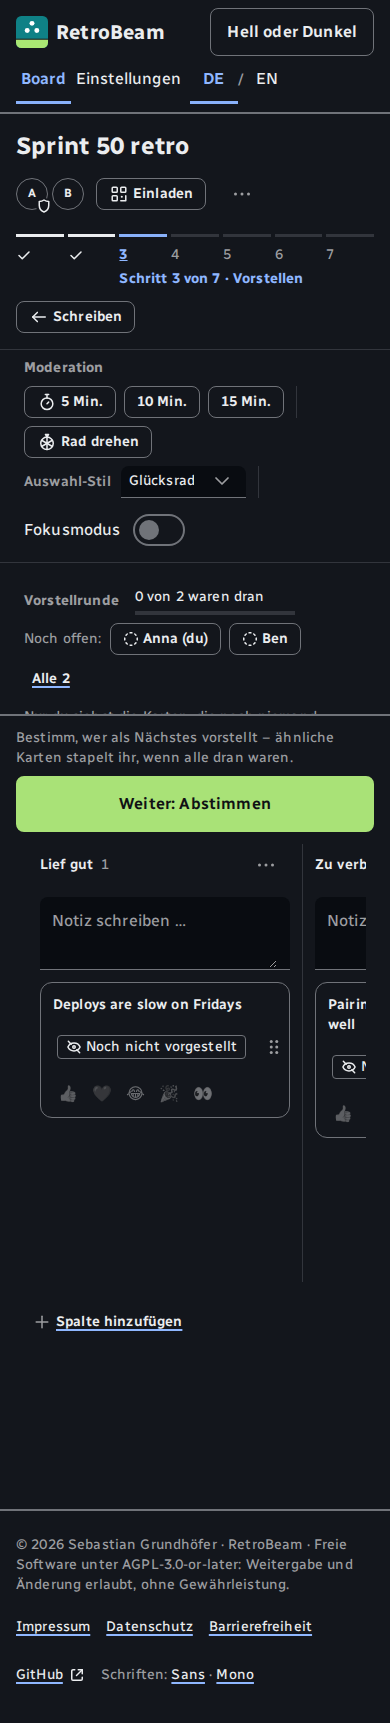 RetroBeam
Hell oder Dunkel
Board Einstellungen DE / EN
Sprint 50 retro
A B Einladen
3 4 5 6 7
Schritt 3 von 7 · Vorstellen
Schreiben
Moderation
5 Min. 10 Min. 15 Min.
Rad drehen
Auswahl-Stil Glücksrad
Fokusmodus
Vorstellrunde 0 von 2 waren dran
Noch offen: Anna (du) Ben
Alle 2
Bestimm, wer als Nächstes vorstellt – ähnliche
Karten stapelt ihr, wenn alle dran waren.
Weiter: Abstimmen
Lief gut 1
Zu verb
Notiz schreiben …
Notiz
Deploys are slow on Fridays
Pairin
well
Noch nicht vorgestellt
Spalte hinzufügen
© 2026 Sebastian Grundhöfer · RetroBeam · Freie
Software unter AGPL-3.0-or-later: Weitergabe und
Änderung erlaubt, ohne Gewährleistung.
Impressum Datenschutz Barrierefreiheit
GitHub Schriften: Sans · Mono